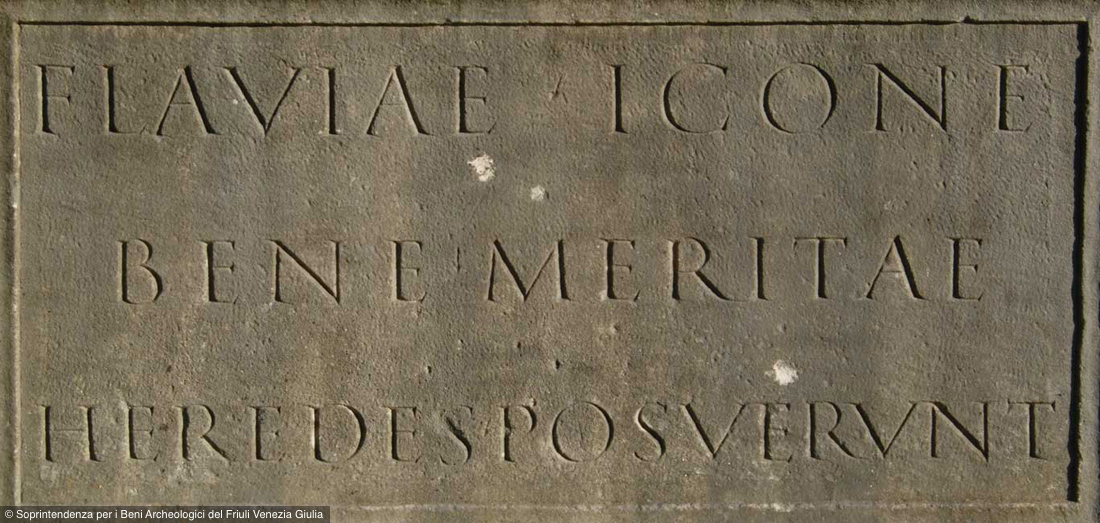 FLAVIAE ICONE
BENE MERITAE
HEREDES POSVERVNT
© Soprintendenza per i Beni Archeologici del Friuli Venezia Giulia